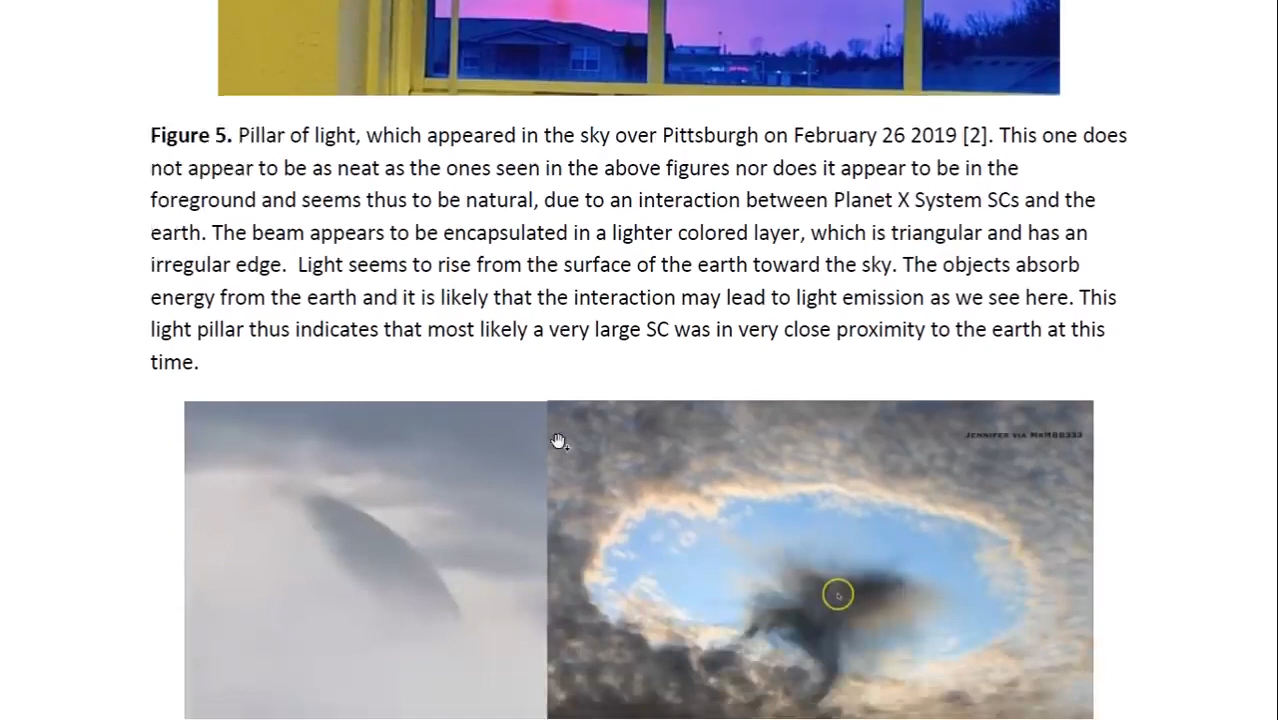 Figure 5. Pillar of light, which appeared in the sky over Pittsburgh on February 26 2019 [2]. This one does
not appear to be as neat as the ones seen in the above figures nor does it appear to be in the
foreground and seems thus to be natural, due to an interaction between Planet X System SCs and the
earth. The beam appears to be encapsulated in a lighter colored layer, which is triangular and has an
irregular edge.  Light seems to rise from the surface of the earth toward the sky. The objects absorb
energy from the earth and it is likely that the interaction may lead to light emission as we see here. This
light pillar thus indicates that most likely a very large SC was in very close proximity to the earth at this
time.
JENNIFER VIA MRMBB333